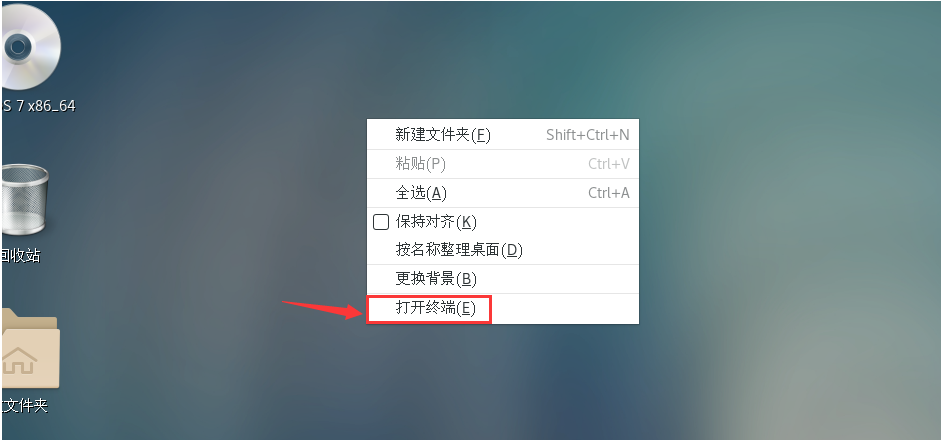 S 7 x86_64
回收站
文件夹
新建文件夹(F) Shift+Ctrl+N
粘贴(P) Ctrl+V
全选(A) Ctrl+A
保持对齐(K)
按名称整理桌面(D)
更换背景(B)
打开终端(E)